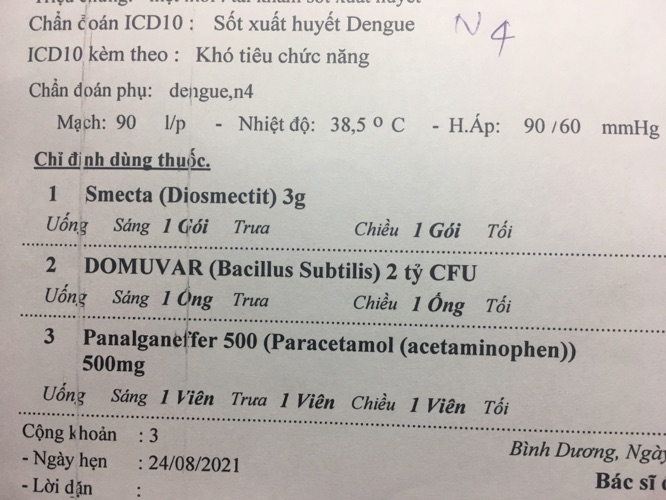 Chẩn đoán ICD10 : Sốt xuất huyết Dengue N4
ICD10 kèm theo : Khó tiêu chức năng
Chẩn đoán phụ: dengue,n4
Mạch: 90 l/p - Nhiệt độ: 38,5 º C - H.Áp: 90 /60 mmHg
Chỉ định dùng thuốc.
1 Smecta (Diosmectit) 3g
Uống Sáng 1 Gói Trưa Chiều 1 Gói Tối
2 DOMUVAR (Bacillus Subtilis) 2 tỷ CFU
Uống Sáng 1 Ống Trưa Chiều 1 Ống Tối
3 Panalganeffer 500 (Paracetamol (acetaminophen))
500mg
Uống Sáng 1 Viên Trưa 1 Viên Chiều 1 Viên Tối
Cộng khoản : 3
- Ngày hẹn : 24/08/2021
Bình Dương, Ngày
- Lời dặn :
Bác sĩ